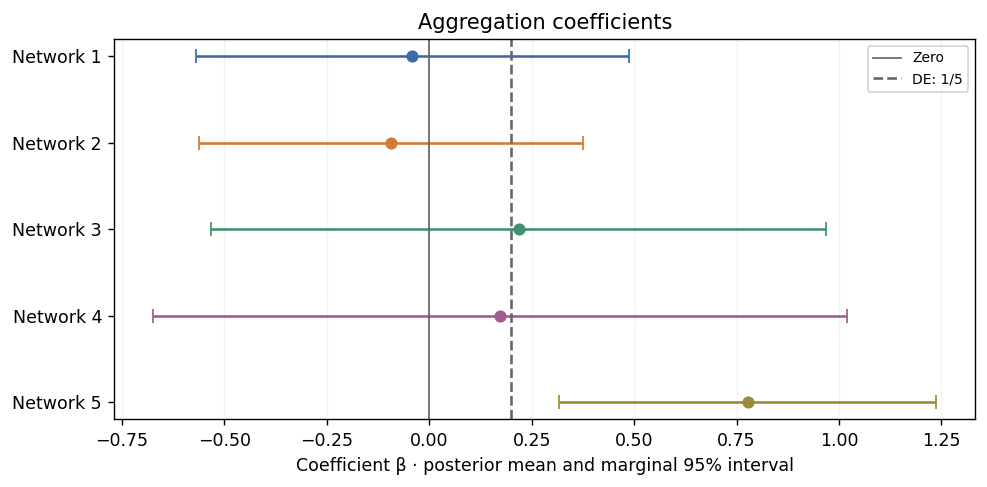 Aggregation coefficients
Network 1
Network 2
Network 3
Network 4
Network 5
Zero
DE: 1/5
−0.75 −0.50 −0.25 0.00 0.25 0.50 0.75 1.00 1.25
Coefficient β · posterior mean and marginal 95% interval